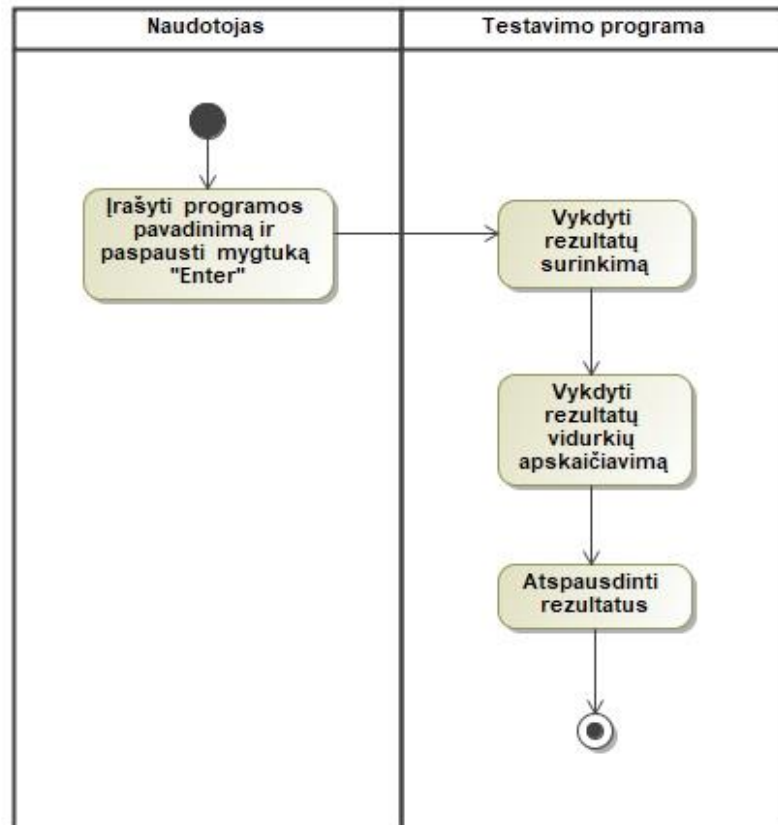 Naudotojas
Testavimo programa
Įrašyti programos
pavadinimą ir
paspausti mygtuką
"Enter"
Vykdyti
rezultatų
surinkimą
Vykdyti
rezultatų
vidurkių
apskaičiavimą
Atspausdinti
rezultatus